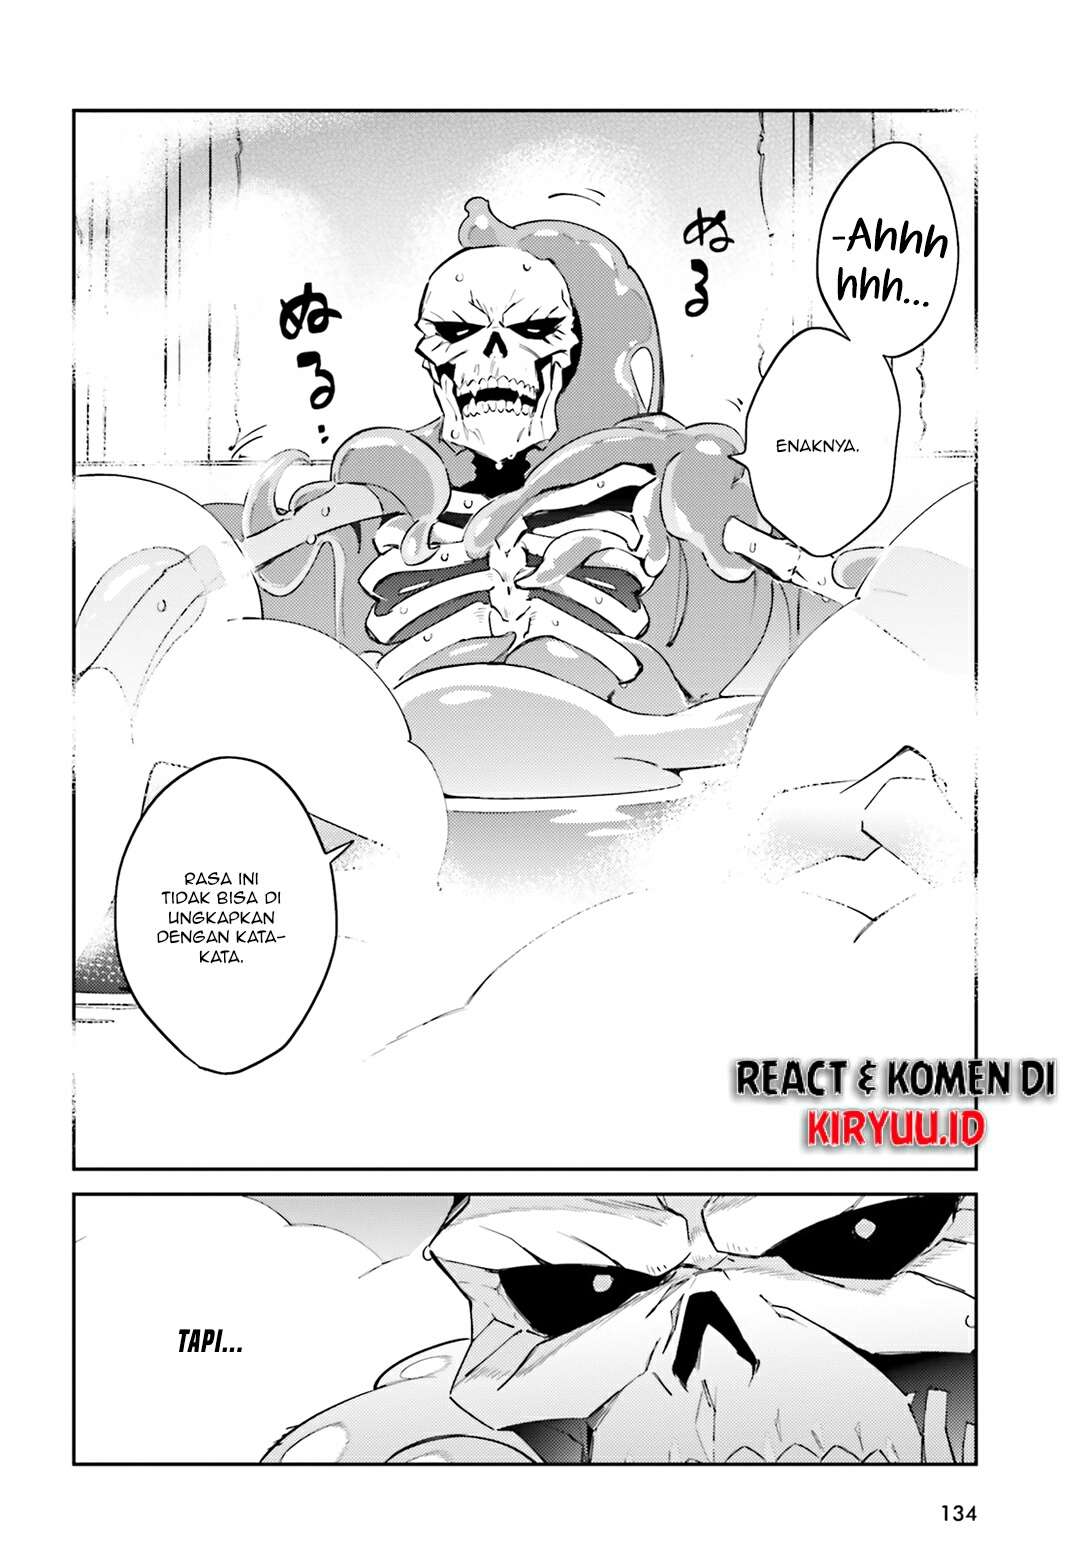 -Ahhh
hhh...
ENAKNYA.
ぬる
ぬる...
RASA INI
TIDAK BISA DI
UNGKAPKAN
DENGAN KATA-
KATA.
REACT & KOMEN DI
KIRYUU.ID
TAPI...
134